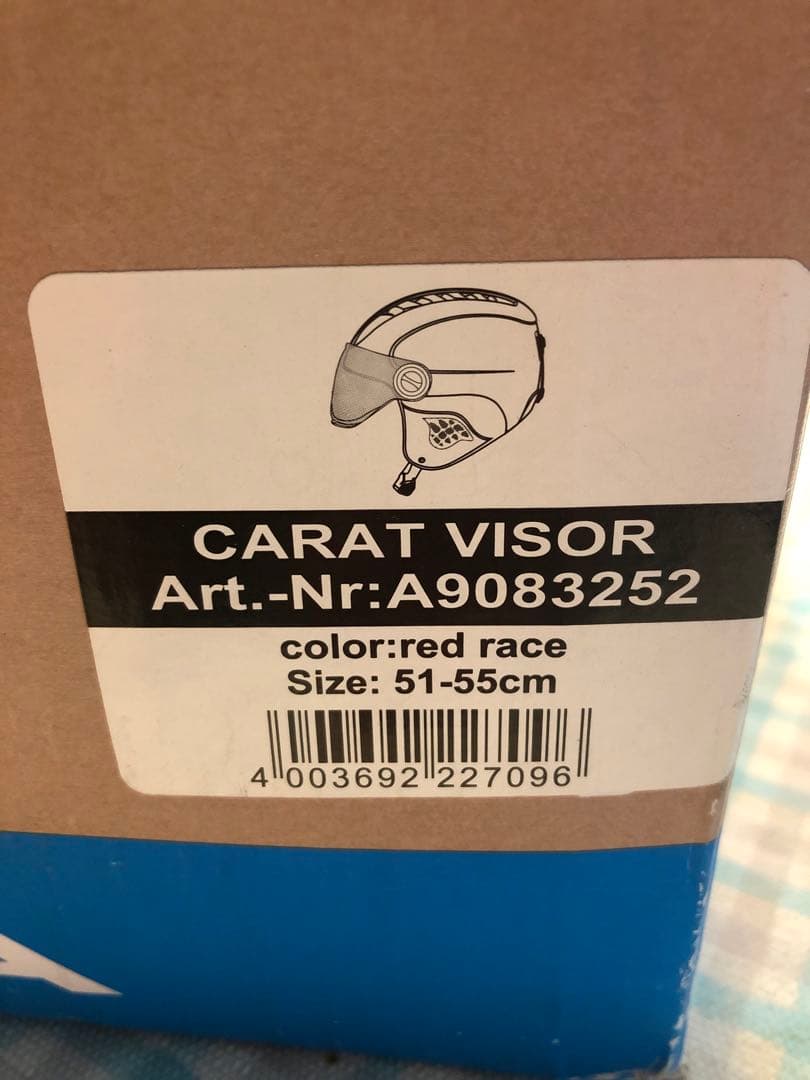 CARAT VISOR
Art.-Nr:A9083252
color:red race
Size: 51-55cm
4 003692 227096
A